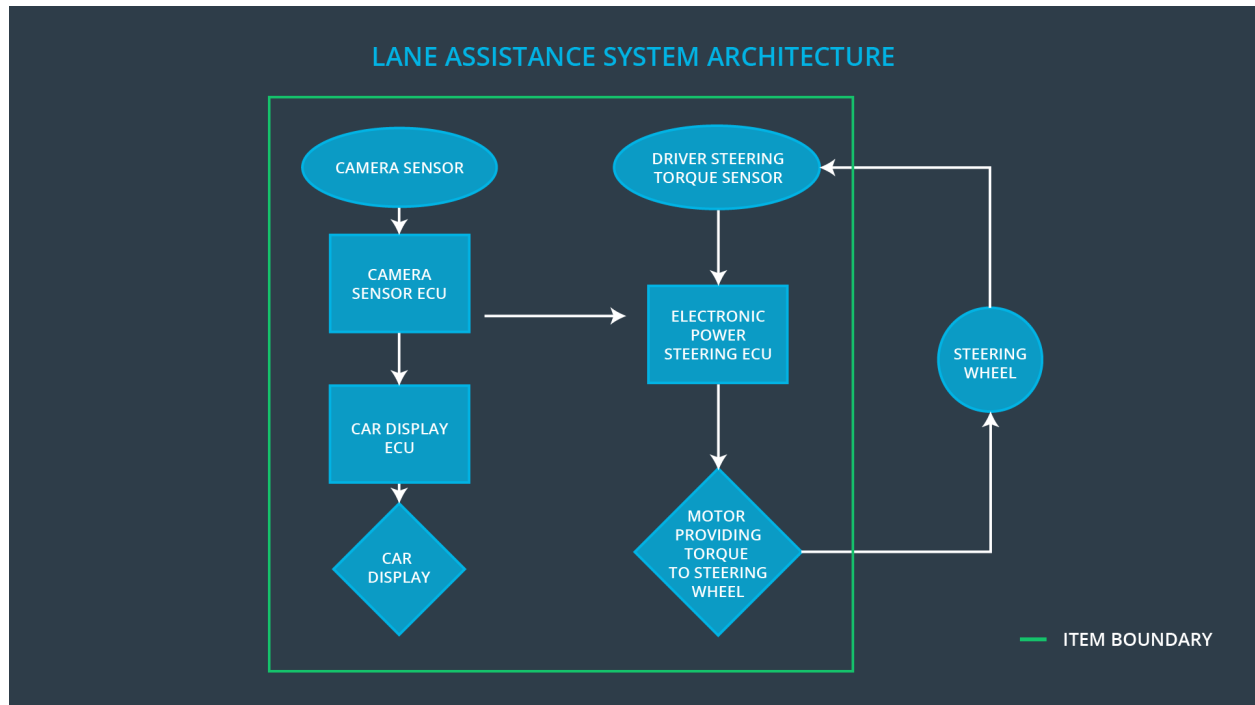 LANE ASSISTANCE SYSTEM ARCHITECTURE
CAMERA SENSOR
CAMERA
SENSOR ECU
CAR DISPLAY
ECU
CAR
DISPLAY
DRIVER STEERING
TORQUE SENSOR
ELECTRONIC
POWER
STEERING ECU
MOTOR
PROVIDING
TORQUE
TO STEERING
WHEEL
STEERING
WHEEL
ITEM BOUNDARY